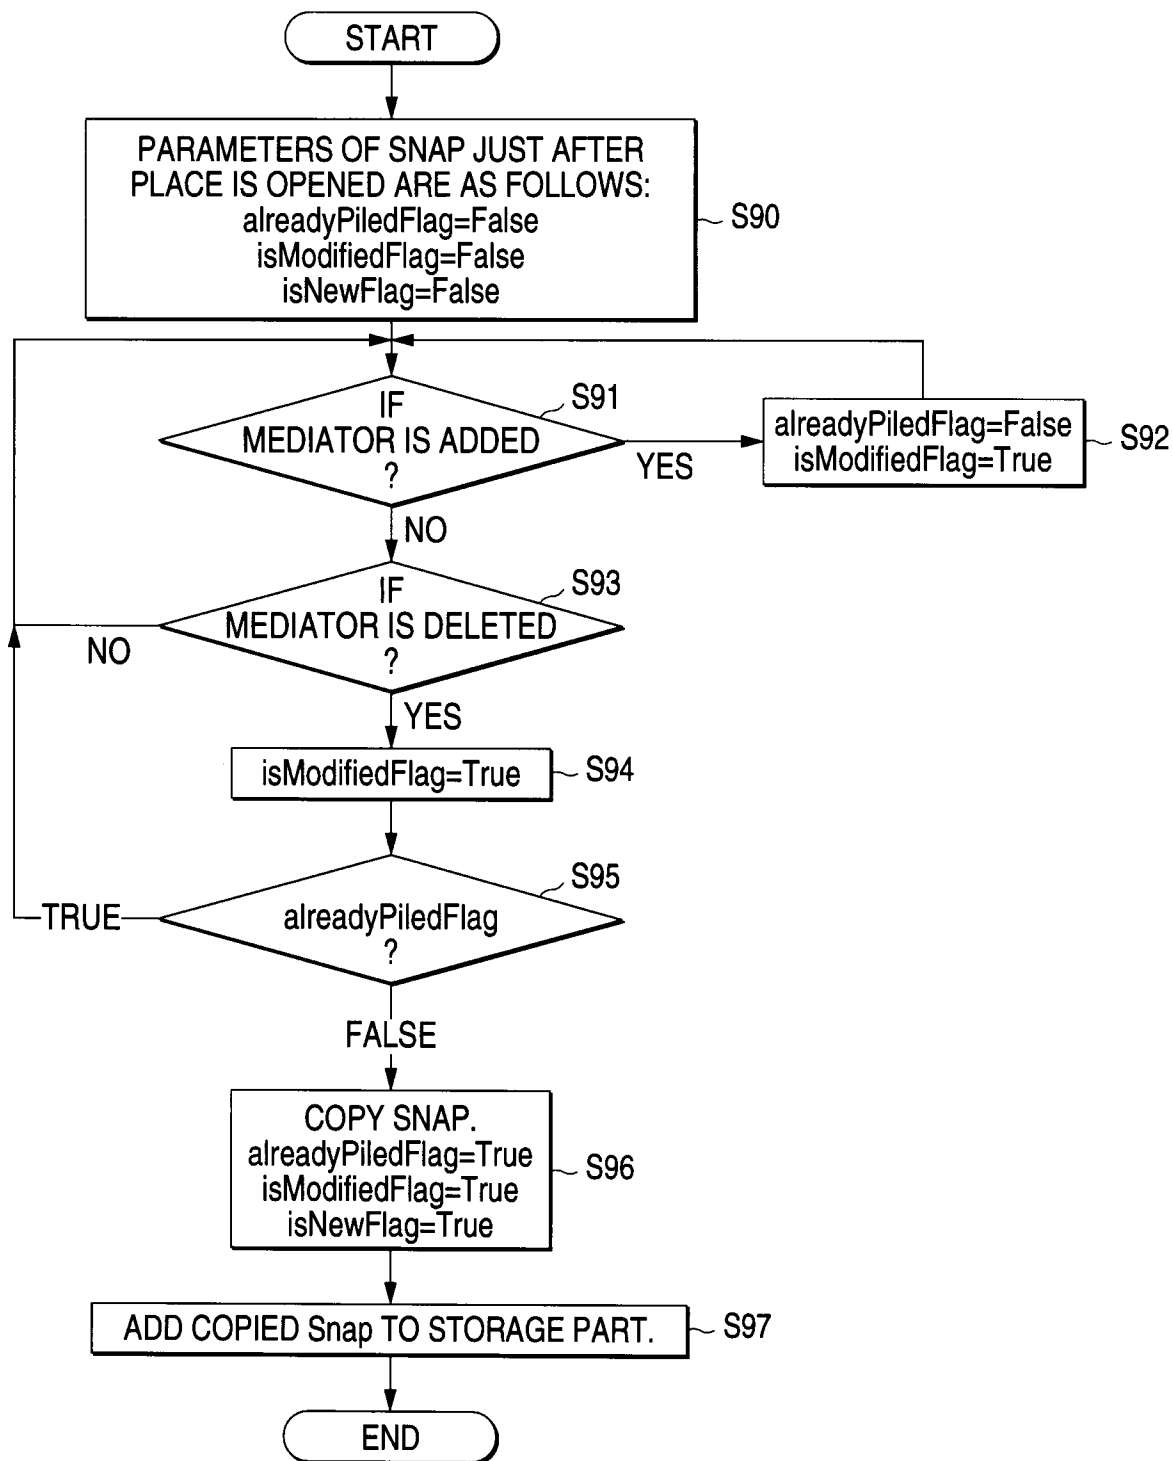 START
PARAMETERS OF SNAP JUST AFTER
PLACE IS OPENED ARE AS FOLLOWS:
alreadyPiledFlag=False
isModifiedFlag=False
isNewFlag=False
S90
IF
MEDIATOR IS ADDED
?
S91
YES
alreadyPiledFlag=False
isModifiedFlag=True
S92
NO
IF
MEDIATOR IS DELETED
?
S93
NO
YES
isModifiedFlag=True
S94
alreadyPiledFlag
?
S95
TRUE
FALSE
COPY SNAP.
alreadyPiledFlag=True
isModifiedFlag=True
isNewFlag=True
S96
ADD COPIED Snap TO STORAGE PART.
S97
END